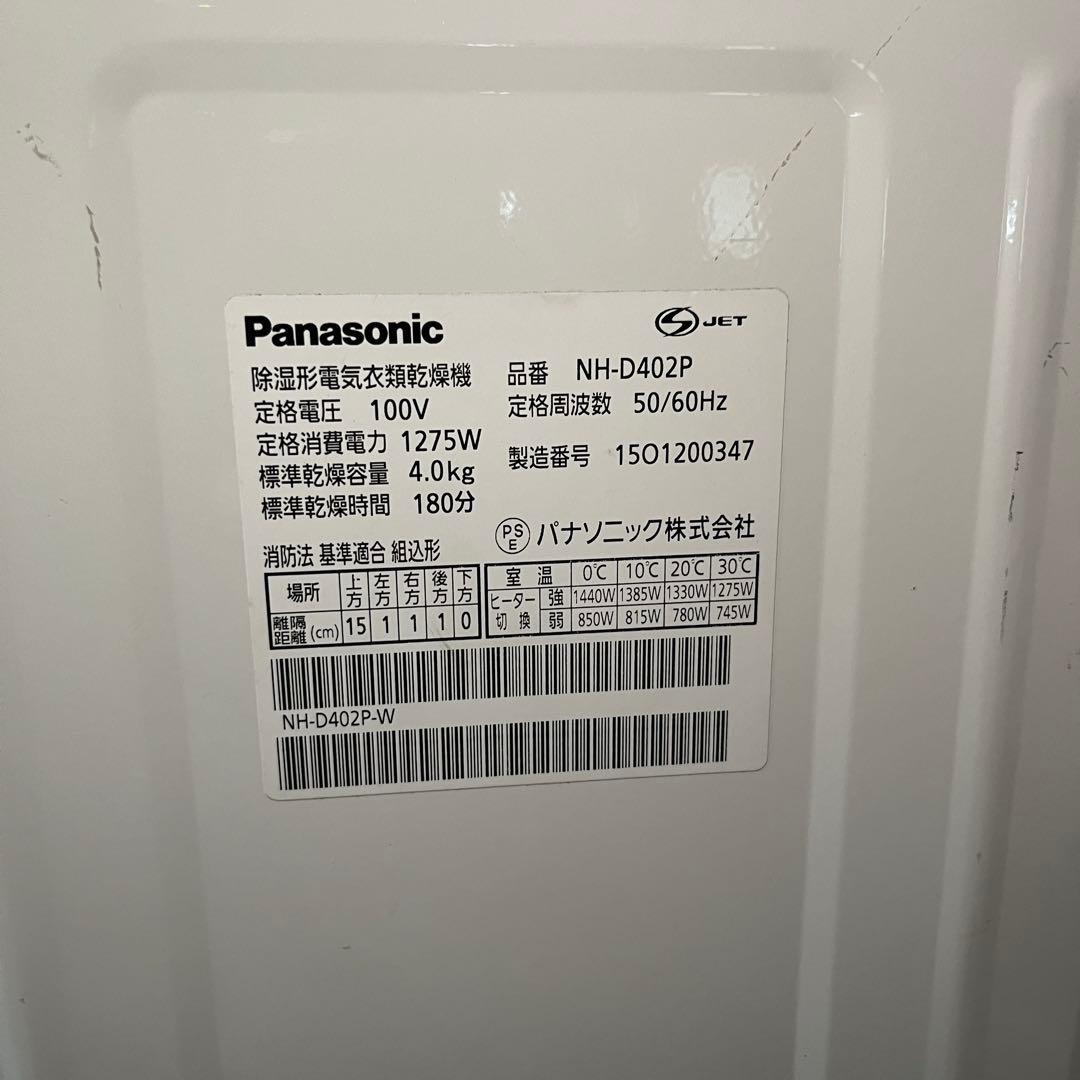 Panasonic
JET
除湿形電気衣類乾燥機 品番 NH-D402P
定格電圧 100V 定格周波数 50/60Hz
定格消費電力 1275W
標準乾燥容量 4.0kg 製造番号 15O1200347
標準乾燥時間 180分
PS
E
パナソニック株式会社
消防法 基準適合 組込形
場所 上方 左方 右方 後方 下方
離隔距離(cm) 15 1 1 1 0
室温 0℃ 10℃ 20℃ 30℃
ヒーター 強 1440W 1385W 1330W 1275W
切換 弱 850W 815W 780W 745W
NH-D402P-W